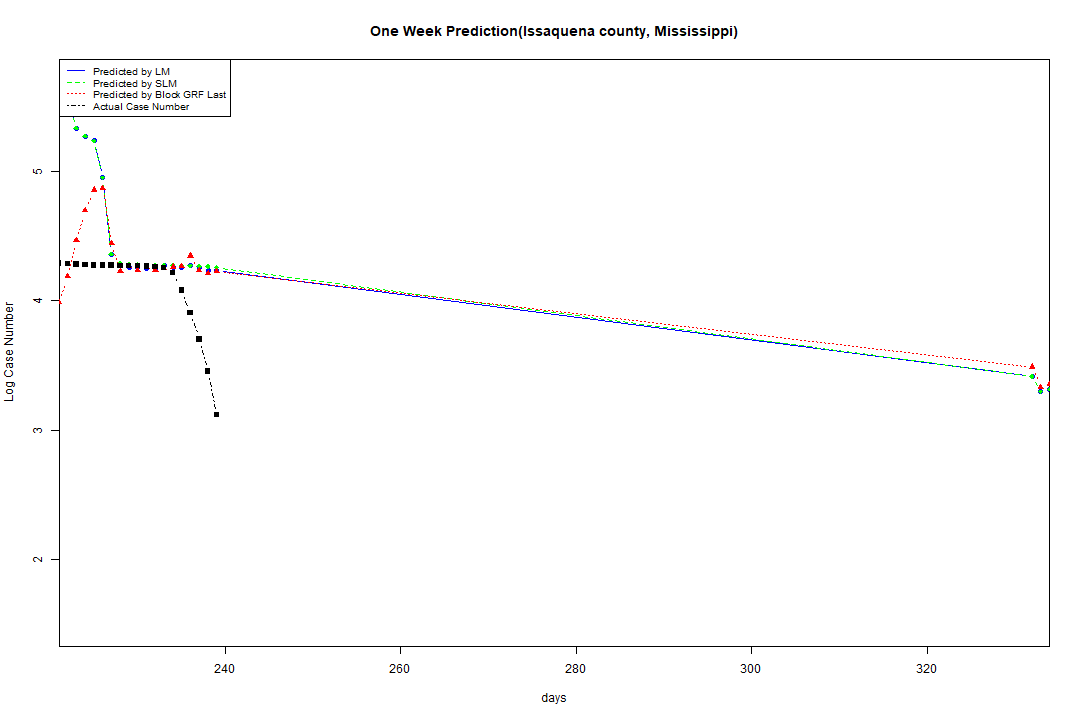 One Week Prediction(Issaquena county, Mississippi)
Predicted by LM
Predicted by SLM
Predicted by Block GRF Last
Actual Case Number
5
4
3
2
Log Case Number
240
260
280
300
320
days